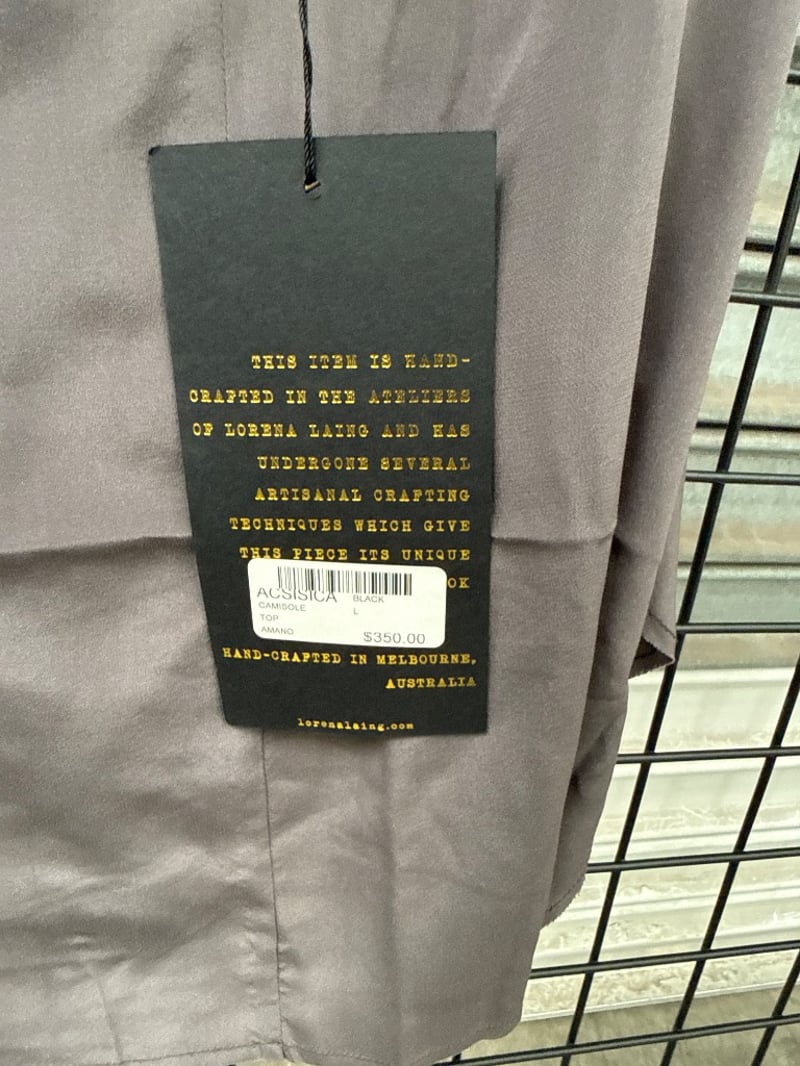 THIS ITEM IS HAND-
CRAFTED IN THE ATELIERS
OF LORENA LAING AND HAS
UNDERGONE SEVERAL
ARTISANAL CRAFTING
TECHNIQUES WHICH GIVE
THIS PIECE ITS UNIQUE
OK
ACSISICA BLACK
CAMISOLE L
TOP
AMANO $350.00
HAND-CRAFTED IN MELBOURNE,
AUSTRALIA
lorenalaing.com